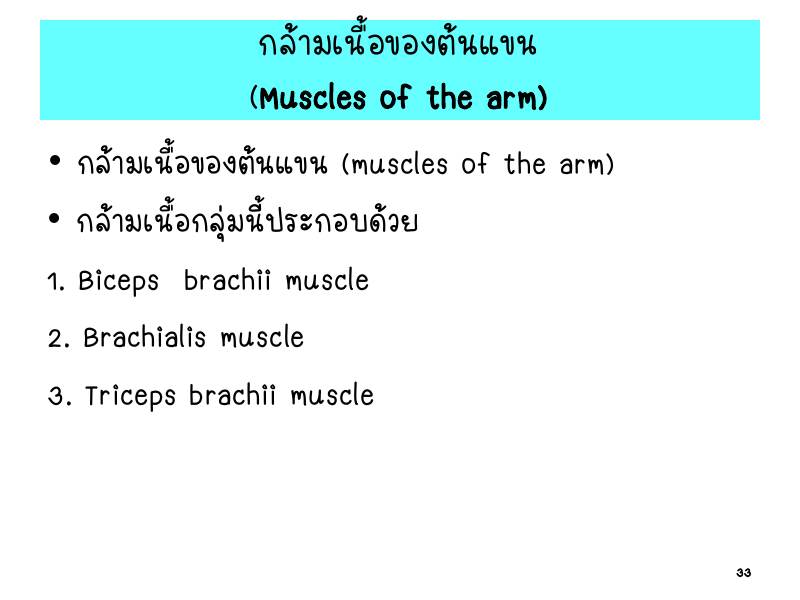 กล้ามเนื้อของต้นแขน
(Muscles of the arm)
• กล้ามเนื้อของต้นแขน (muscles of the arm)
• กล้ามเนื้อกลุ่มนี้ประกอบด้วย
1. Biceps brachii muscle
2. Brachialis muscle
3. Triceps brachii muscle
33